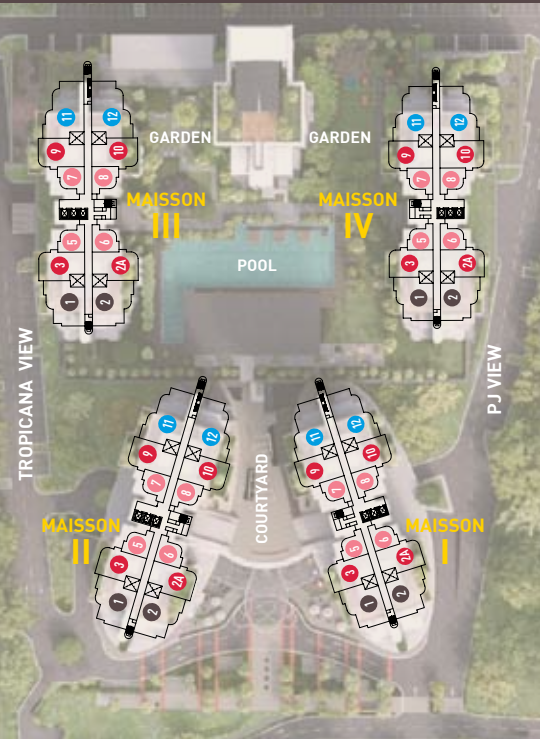 11
12
9
10
7
8
MAISSON
III
5
6
3
2A
1
2
GARDEN
GARDEN
11
12
9
10
7
8
MAISSON
IV
5
6
3
2A
1
2
POOL
TROPICANA VIEW
PJ VIEW
11
12
9
10
7
8
MAISSON
II
5
6
3
2A
1
2
COURTYARD
11
12
9
10
7
8
MAISSON
I
5
6
3
2A
1
2